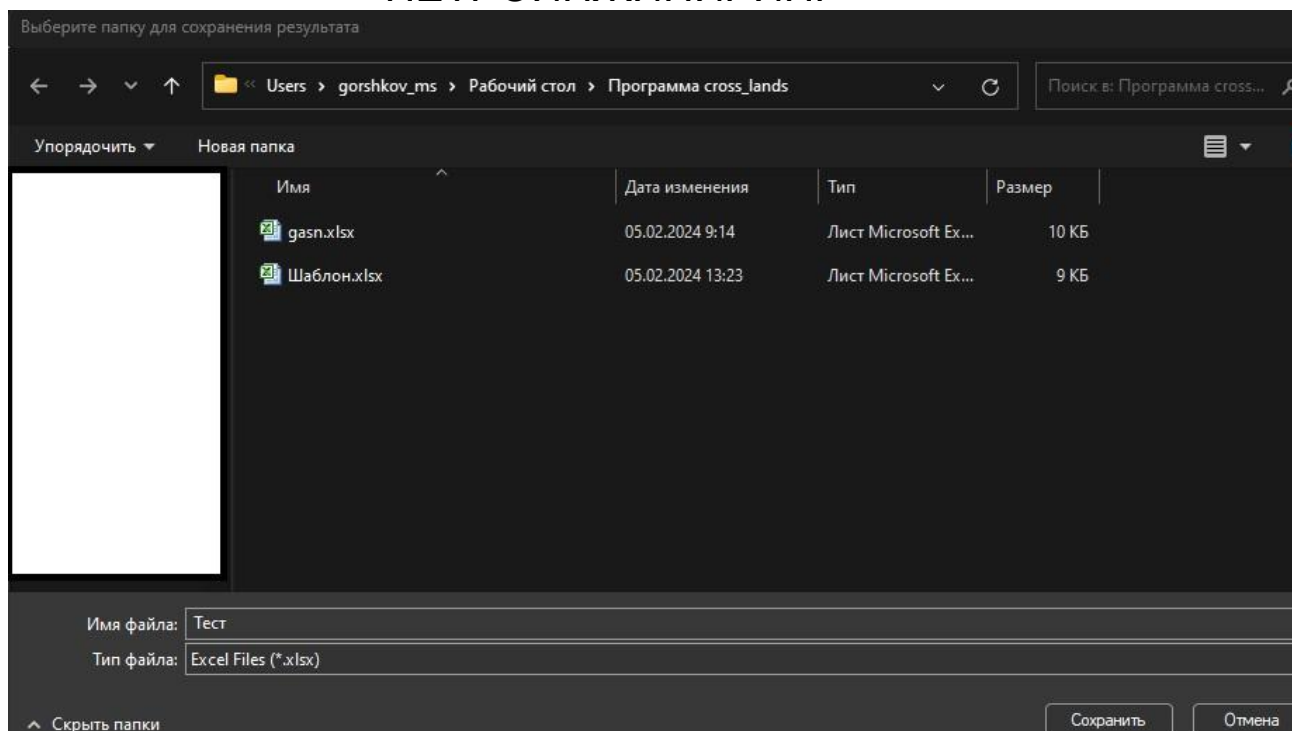 Выберите папку для сохранения результата
« Users > gorshkov_ms > Рабочий стол > Программа cross_lands
Поиск в: Программа cross...
Упорядочить Новая папка
Имя Дата изменения Тип Размер
gasn.xlsx 05.02.2024 9:14 Лист Microsoft Ex... 10 КБ
Шаблон.xlsx 05.02.2024 13:23 Лист Microsoft Ex... 9 КБ
Имя файла: Тест
Тип файла: Excel Files (*.xlsx)
Скрыть папки Сохранить Отмена